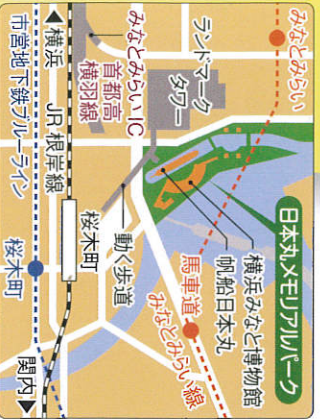 みなとみらい
ランドマーク
タワー
みなとみらいIC
首都高
横羽線
横浜
JR根岸線
市営地下鉄ブルーライン
日本丸メモリアルパーク
横浜みなと博物館
帆船日本丸
馬車道
みなとみらい線
動く歩道
桜木町
桜木町
関内